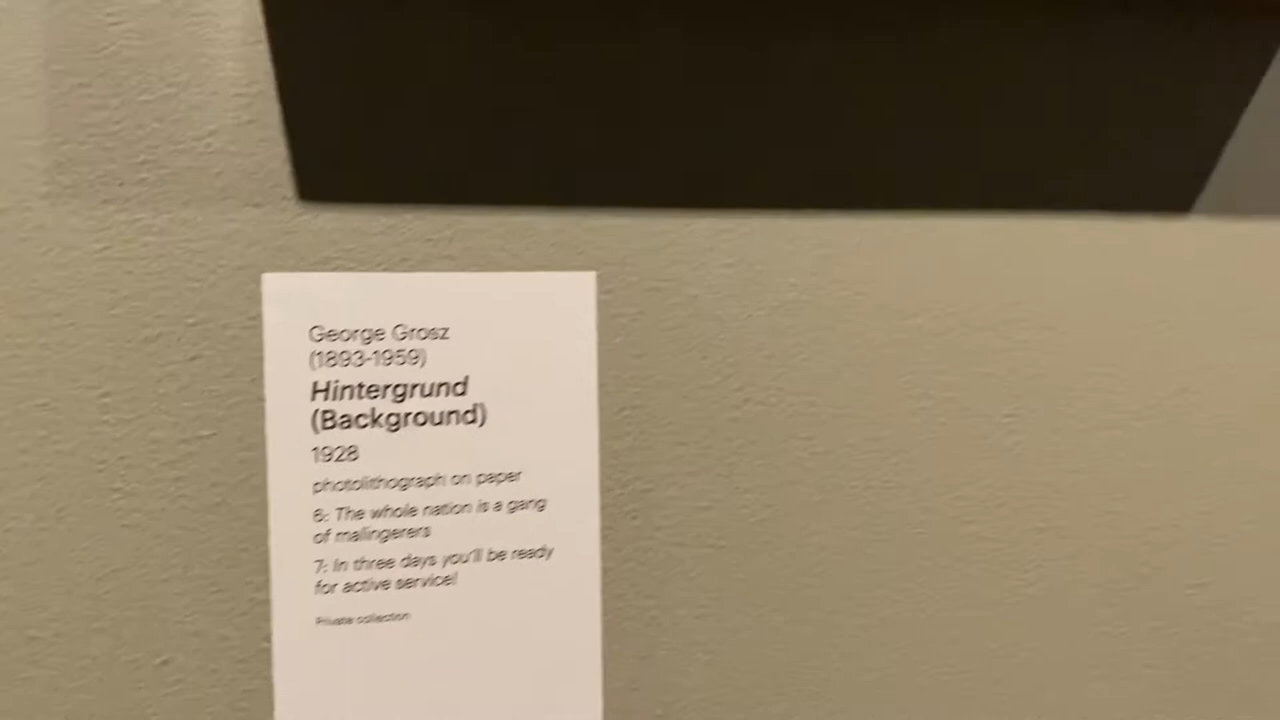 George Grosz
(1893-1959)
Hintergrund
(Background)
1928
photolithograph on paper
6: The whole nation is a gang
of malingerers
7: In three days you'll be ready
for active service!
Private collection